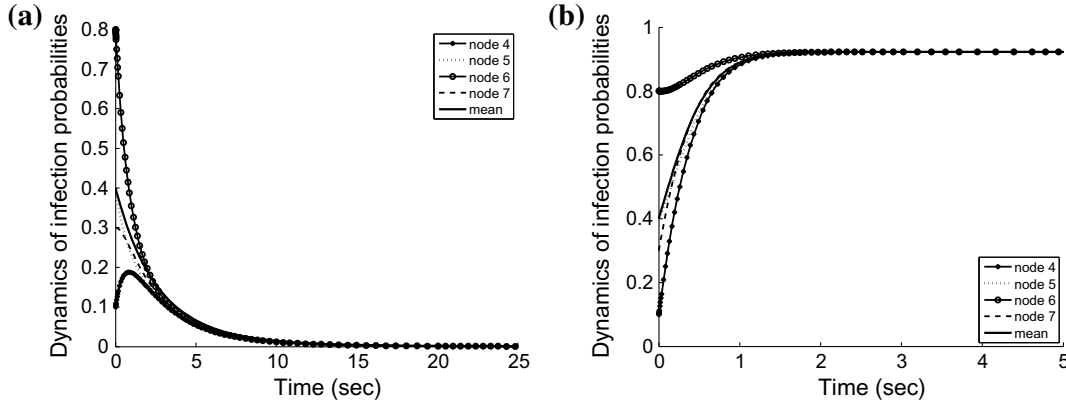 (a)
Dynamics of infection probabilities
0.8
0.7
0.6
0.5
0.4
0.3
0.2
0.1
0
0
5
10
15
20
25
Time (sec)
node 4
node 5
node 6
node 7
mean
(b)
Dynamics of infection probabilities
1
0.8
0.6
0.4
0.2
0
0
1
2
3
4
5
Time (sec)
node 4
node 5
node 6
node 7
mean